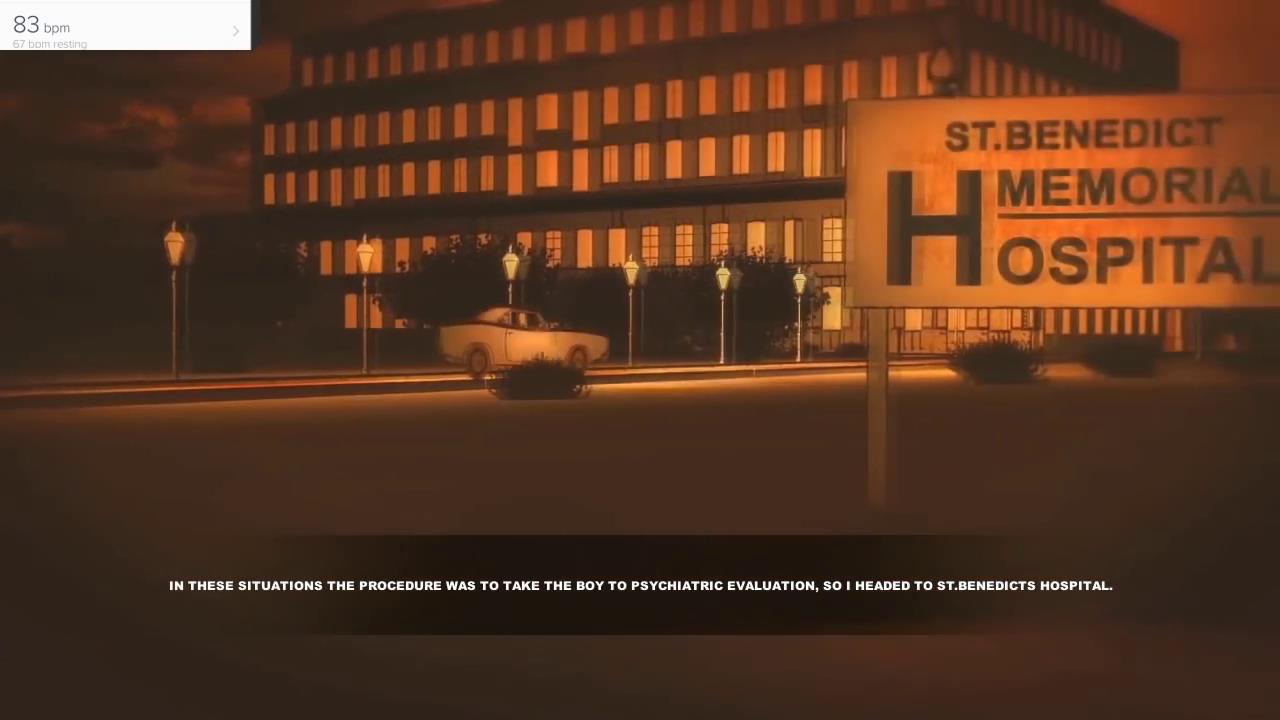 83 bpm
67 bpm resting
ST.BENEDICT
MEMORIAL
HOSPITAL
IN THESE SITUATIONS THE PROCEDURE WAS TO TAKE THE BOY TO PSYCHIATRIC EVALUATION, SO I HEADED TO ST.BENEDICTS HOSPITAL.